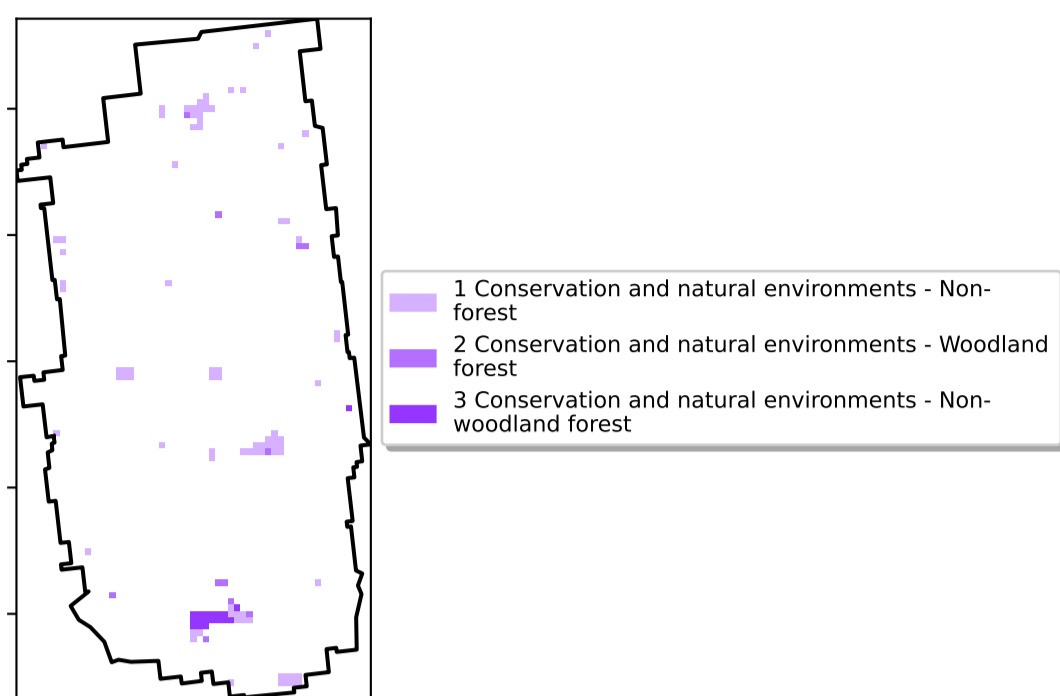 1 Conservation and natural environments - Non-
forest
2 Conservation and natural environments - Woodland
forest
3 Conservation and natural environments - Non-
woodland forest